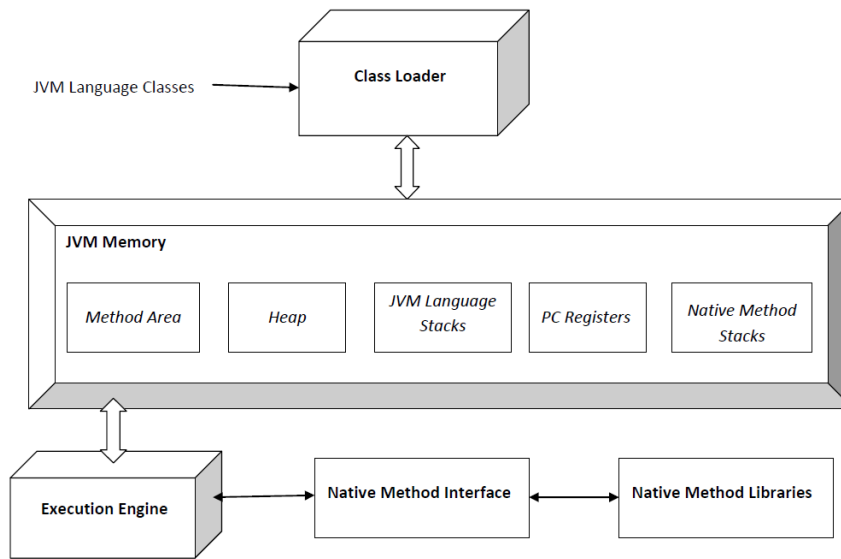 Class Loader
JVM Language Classes
JVM Memory
Method Area
Heap
JVM Language
Stacks
PC Registers
Native Method
Stacks
Execution Engine
Native Method Interface
Native Method Libraries